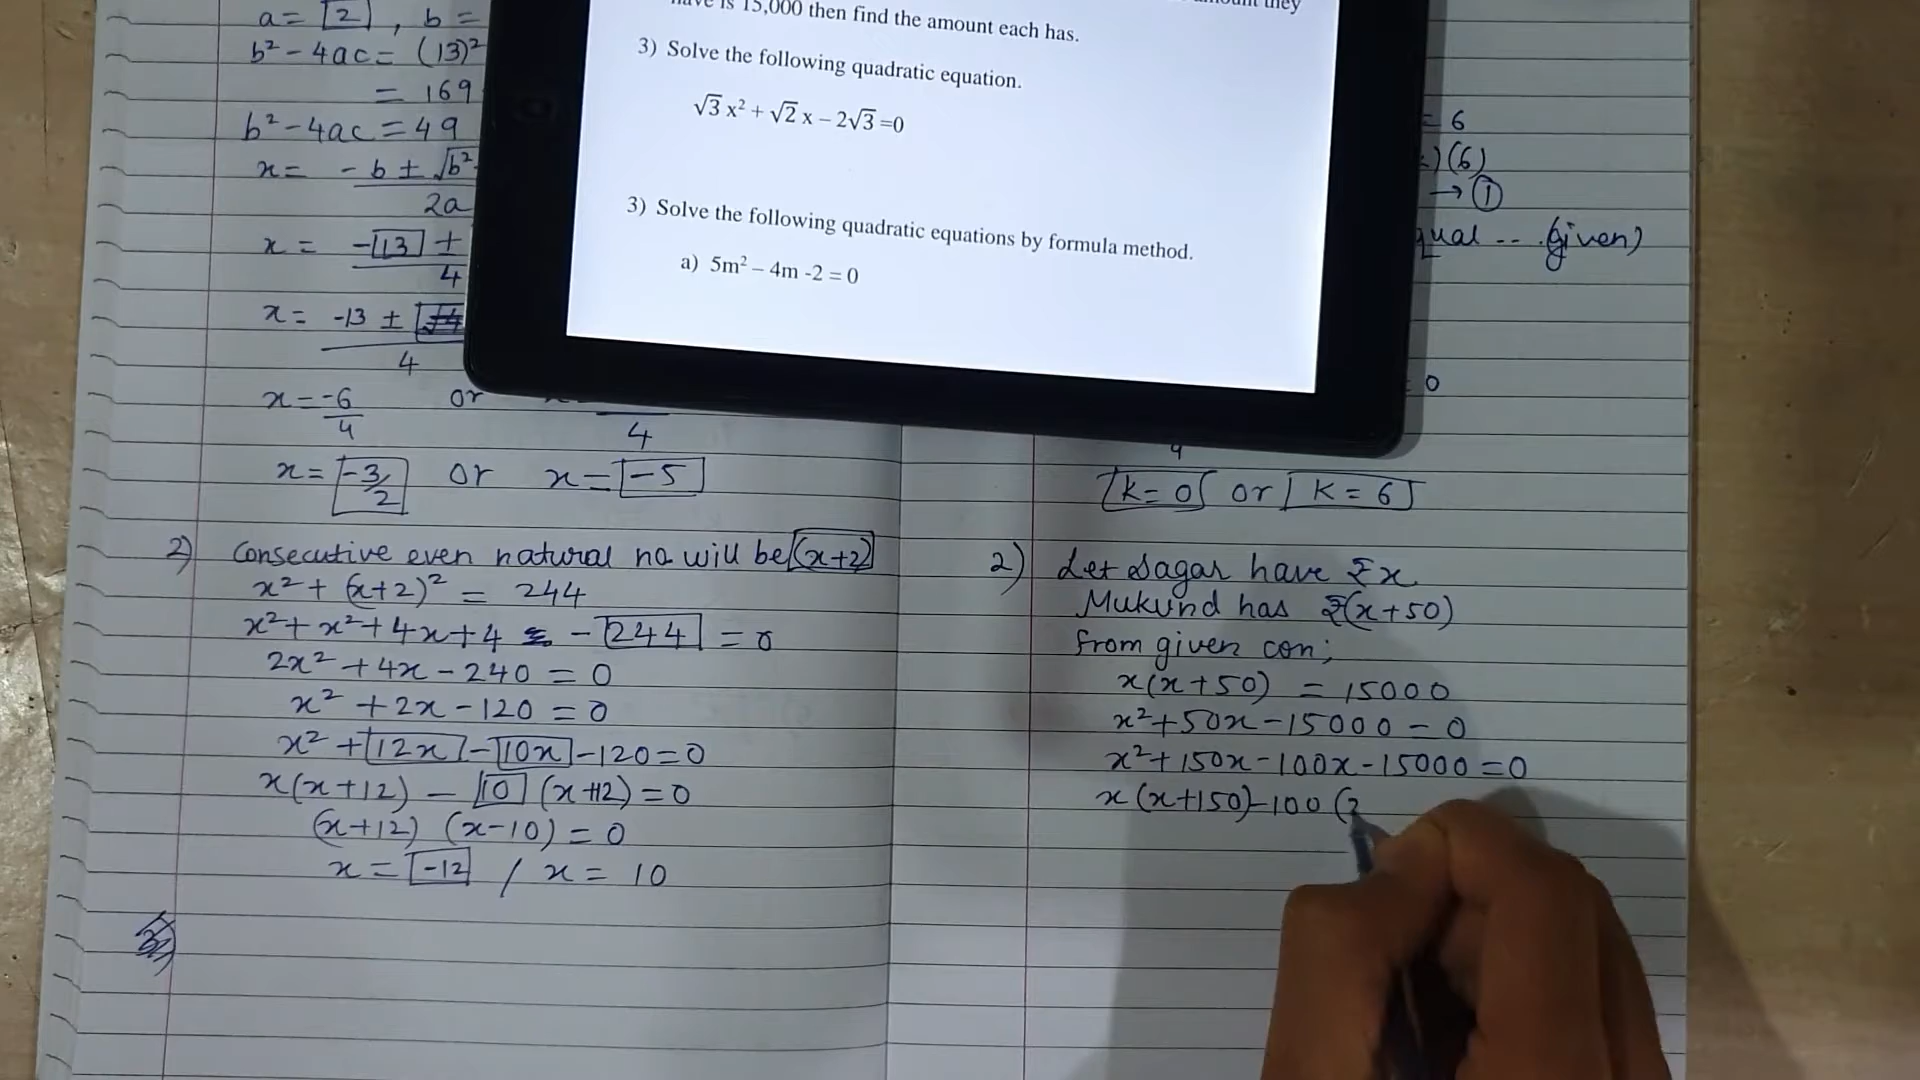 a = 2 , b =
b² - 4ac = (13)²
= 169
b² - 4ac = 49
x = - b ± √b²
2a
x = -13 ±
4
x = -13 ±
4
x = -6/4 or
4
x = -3/2 or x = -5
2) Consecutive even natural no will be (x+2)
x² + (x+2)² = 244
x² + x² + 4x + 4 - 244 = 0
2x² + 4x - 240 = 0
x² + 2x - 120 = 0
x² + 12x - 10x - 120 = 0
x(x+12) - 10 (x+12) = 0
(x+12) (x-10) = 0
x = -12 / x = 10
they
have is 15,000 then find the amount each has.
3) Solve the following quadratic equation.
√3 x² + √2 x – 2√3 =0
3) Solve the following quadratic equations by formula method.
a) 5m² – 4m -2 = 0
= 6
)(6)
→ ①
qual -- (given)
0
K = 0 or K = 6
2) Let Sagar have ₹x
Mukund has ₹(x+50)
from given con;
x(x+50) = 15000
x² + 50x - 15000 = 0
x² + 150x - 100x - 15000 = 0
x (x+150) - 100 (